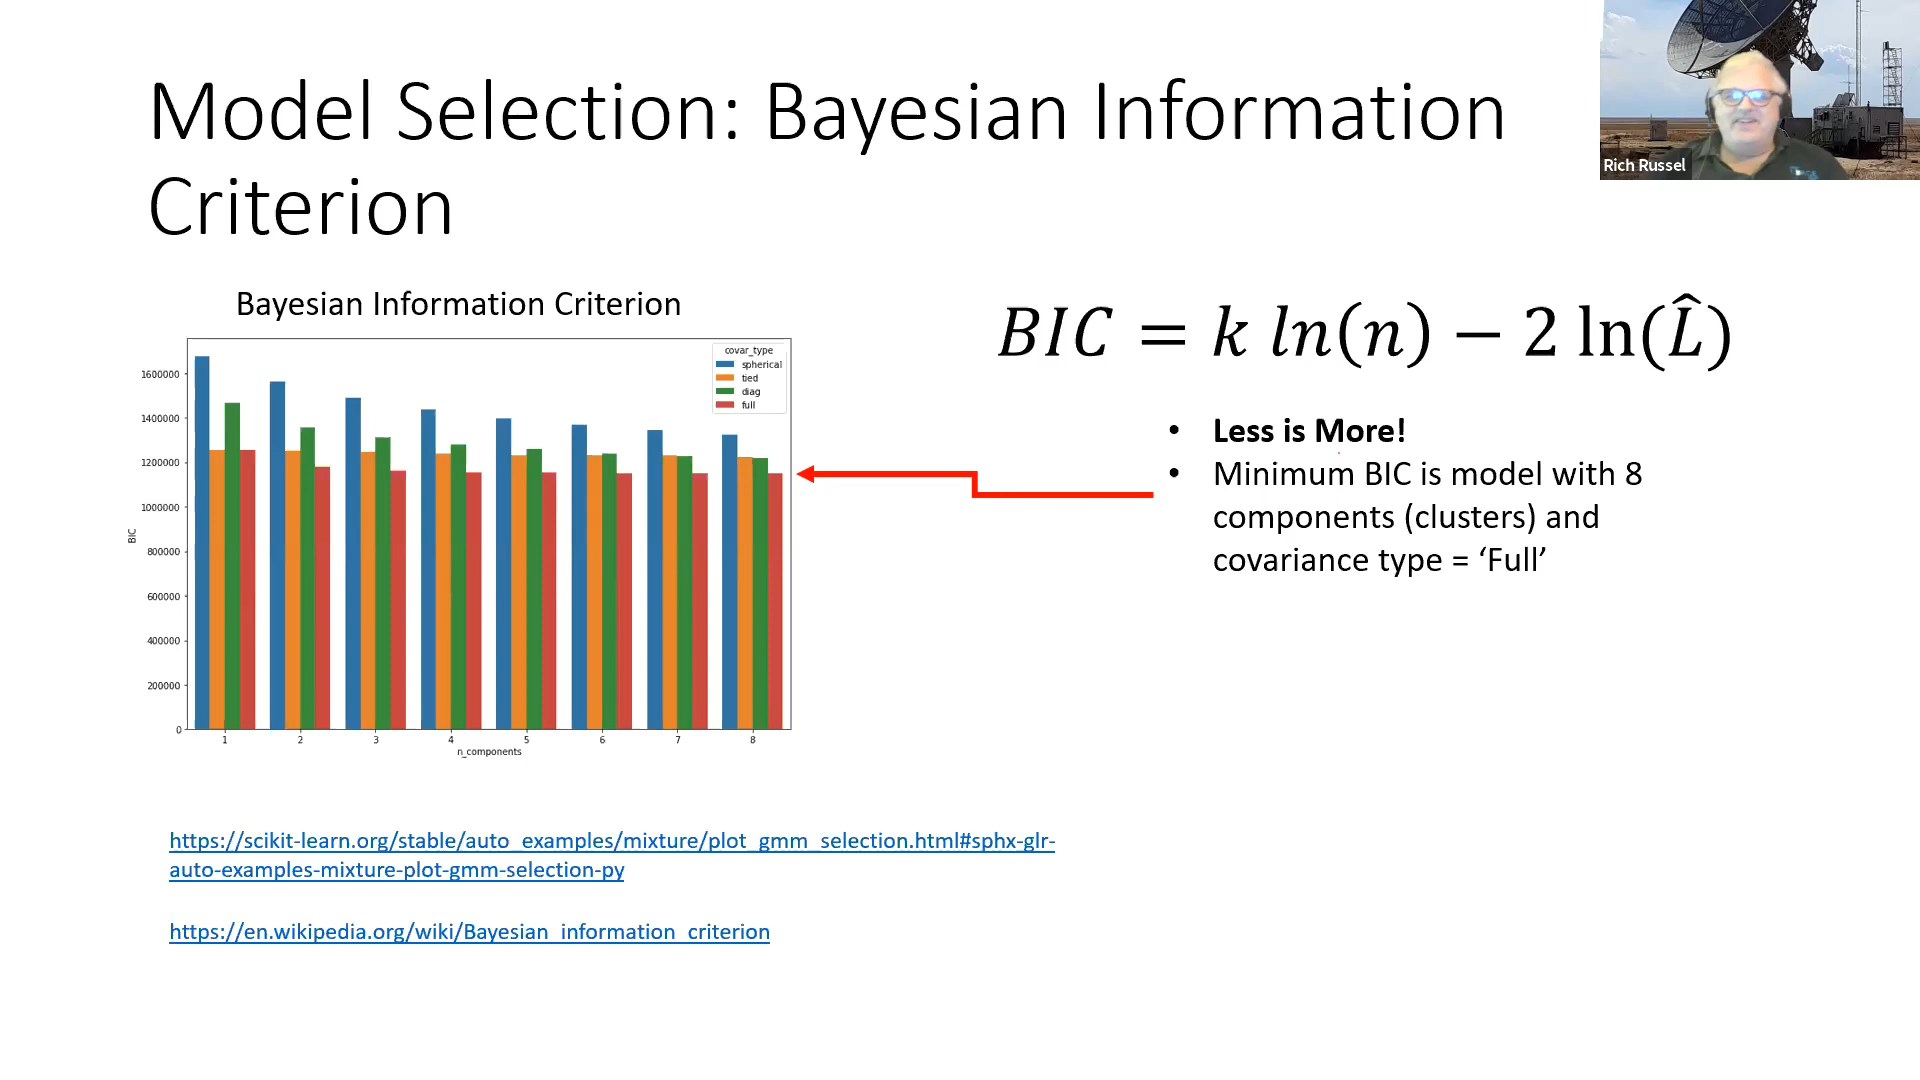 Model Selection: Bayesian Information
Criterion
Rich Russel
Bayesian Information Criterion
covar_type
spherical
tied
diag
full
1600000
1400000
1200000
1000000
800000
600000
400000
200000
0
BIC
1 2 3 4 5 6 7 8
n_components
BIC = k ln(n) − 2 ln(L̂)
• Less is More!
• Minimum BIC is model with 8
components (clusters) and
covariance type = ‘Full’
https://scikit-learn.org/stable/auto_examples/mixture/plot_gmm_selection.html#sphx-glr-
auto-examples-mixture-plot-gmm-selection-py
https://en.wikipedia.org/wiki/Bayesian_information_criterion